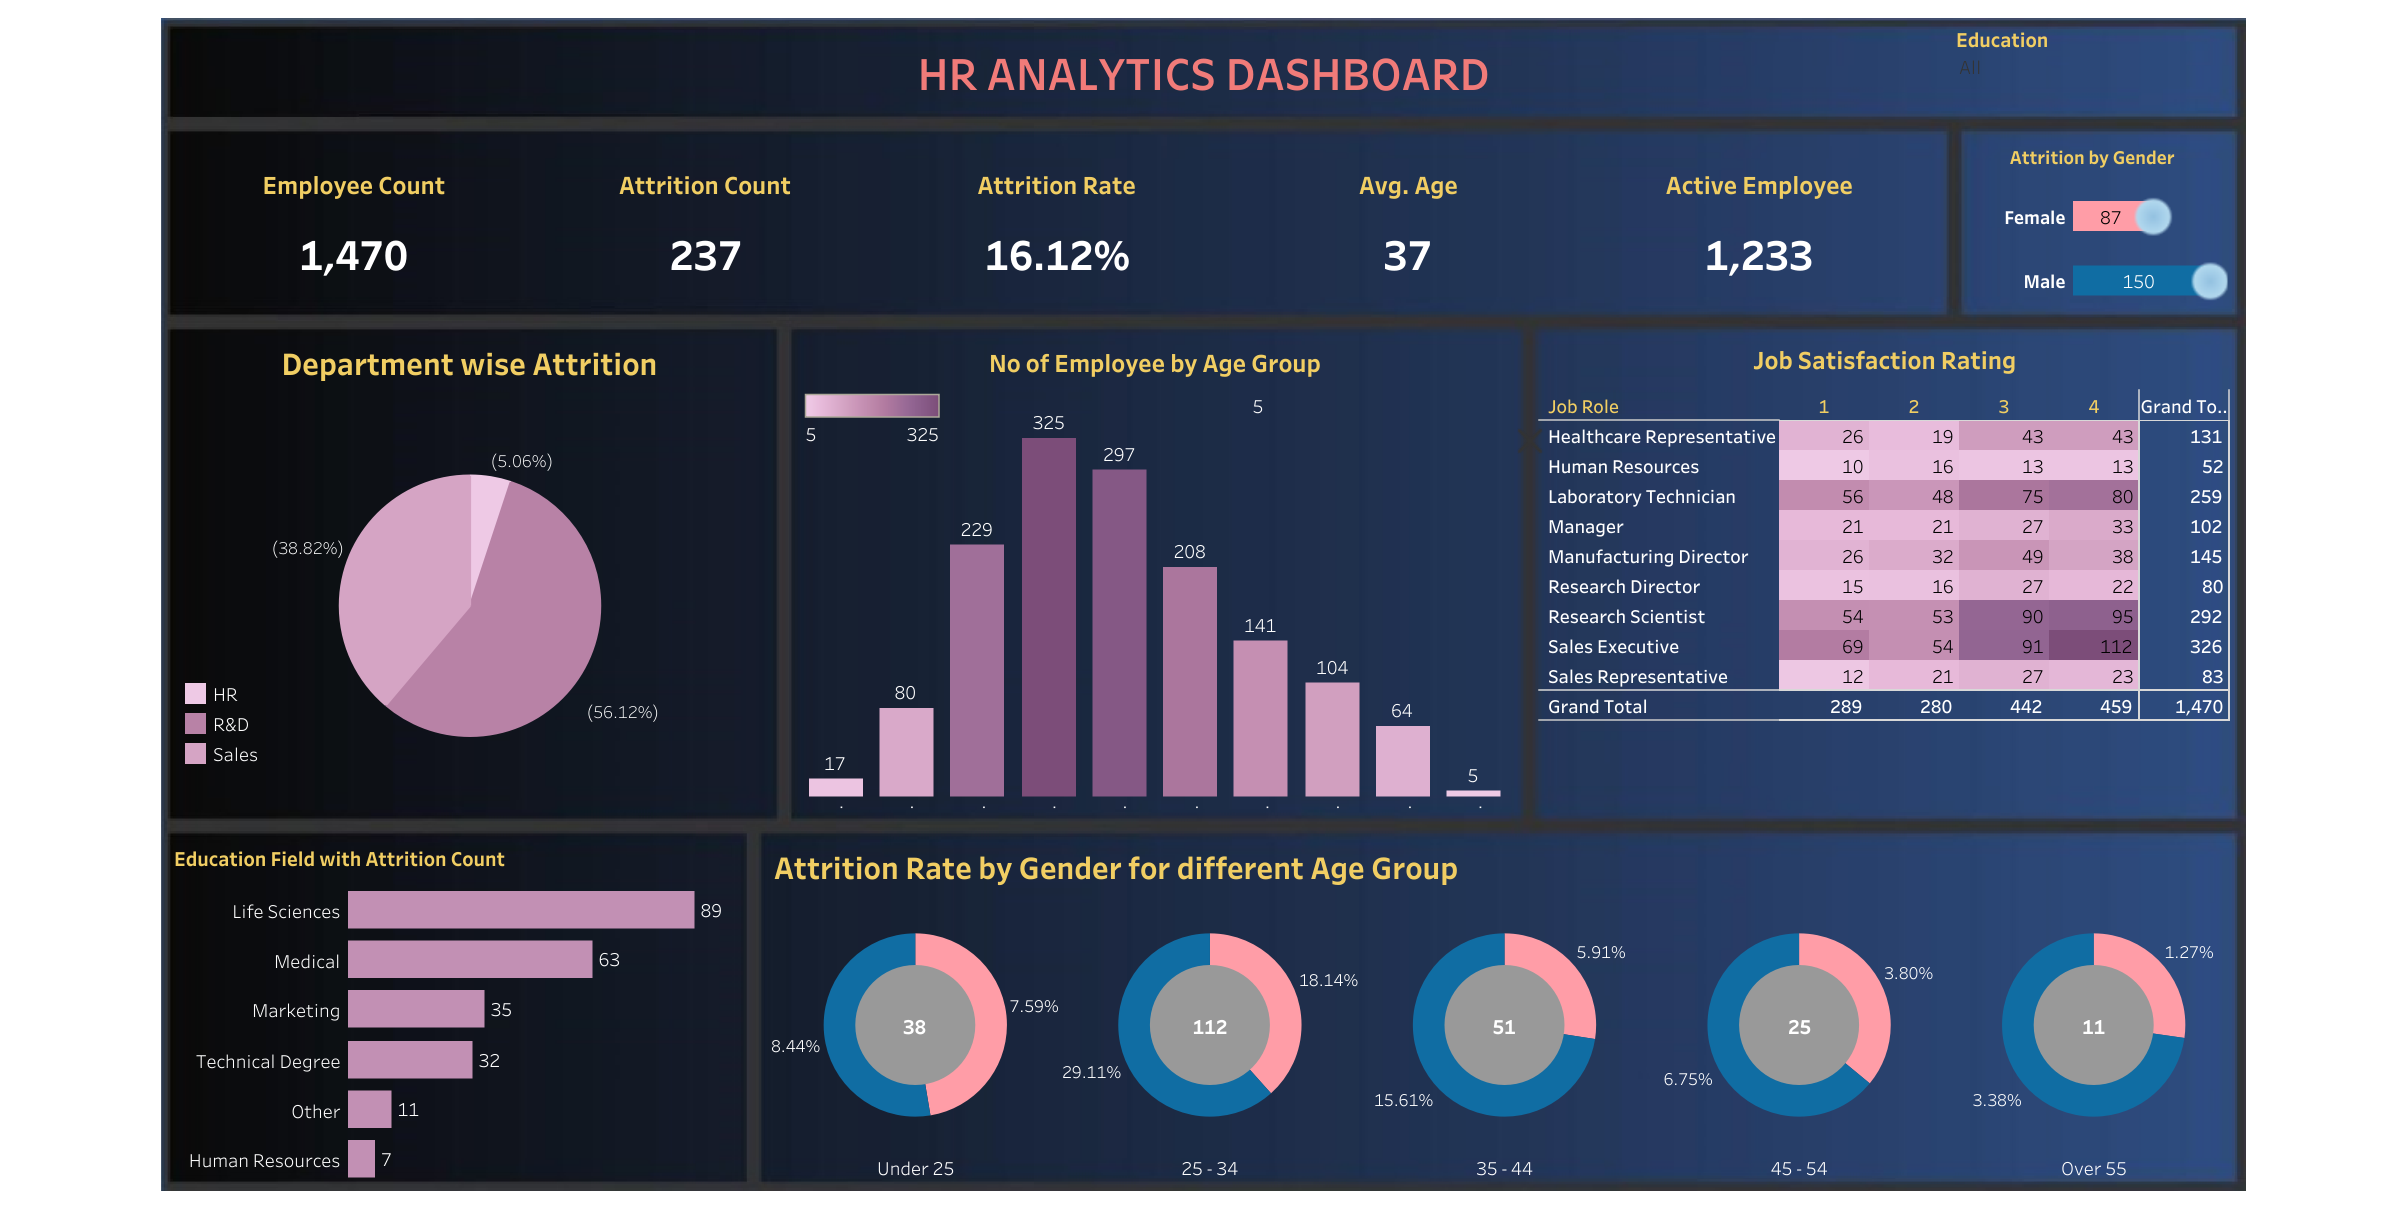 Education
All
HR ANALYTICS DASHBOARD
Employee Count
Attrition Count
Attrition Rate
Avg. Age
Active Employee
1,470
237
16.12%
37
1,233
Attrition by Gender
Female 87
Male 150
Department wise Attrition
(5.06%)
(38.82%)
(56.12%)
HR
R&D
Sales
No of Employee by Age Group
5
5 325
17
80
229
325
297
208
141
104
64
5
Job Satisfaction Rating
Job Role 1 2 3 4 Grand To..
Healthcare Representative 26 19 43 43 131
Human Resources 10 16 13 13 52
Laboratory Technician 56 48 75 80 259
Manager 21 21 27 33 102
Manufacturing Director 26 32 49 38 145
Research Director 15 16 27 22 80
Research Scientist 54 53 90 95 292
Sales Executive 69 54 91 112 326
Sales Representative 12 21 27 23 83
Grand Total 289 280 442 459 1,470
Education Field with Attrition Count
Life Sciences 89
Medical 63
Marketing 35
Technical Degree 32
Other 11
Human Resources 7
Attrition Rate by Gender for different Age Group
7.59%
38
8.44%
Under 25
18.14%
112
29.11%
25 - 34
5.91%
51
15.61%
35 - 44
3.80%
25
6.75%
45 - 54
1.27%
11
3.38%
Over 55